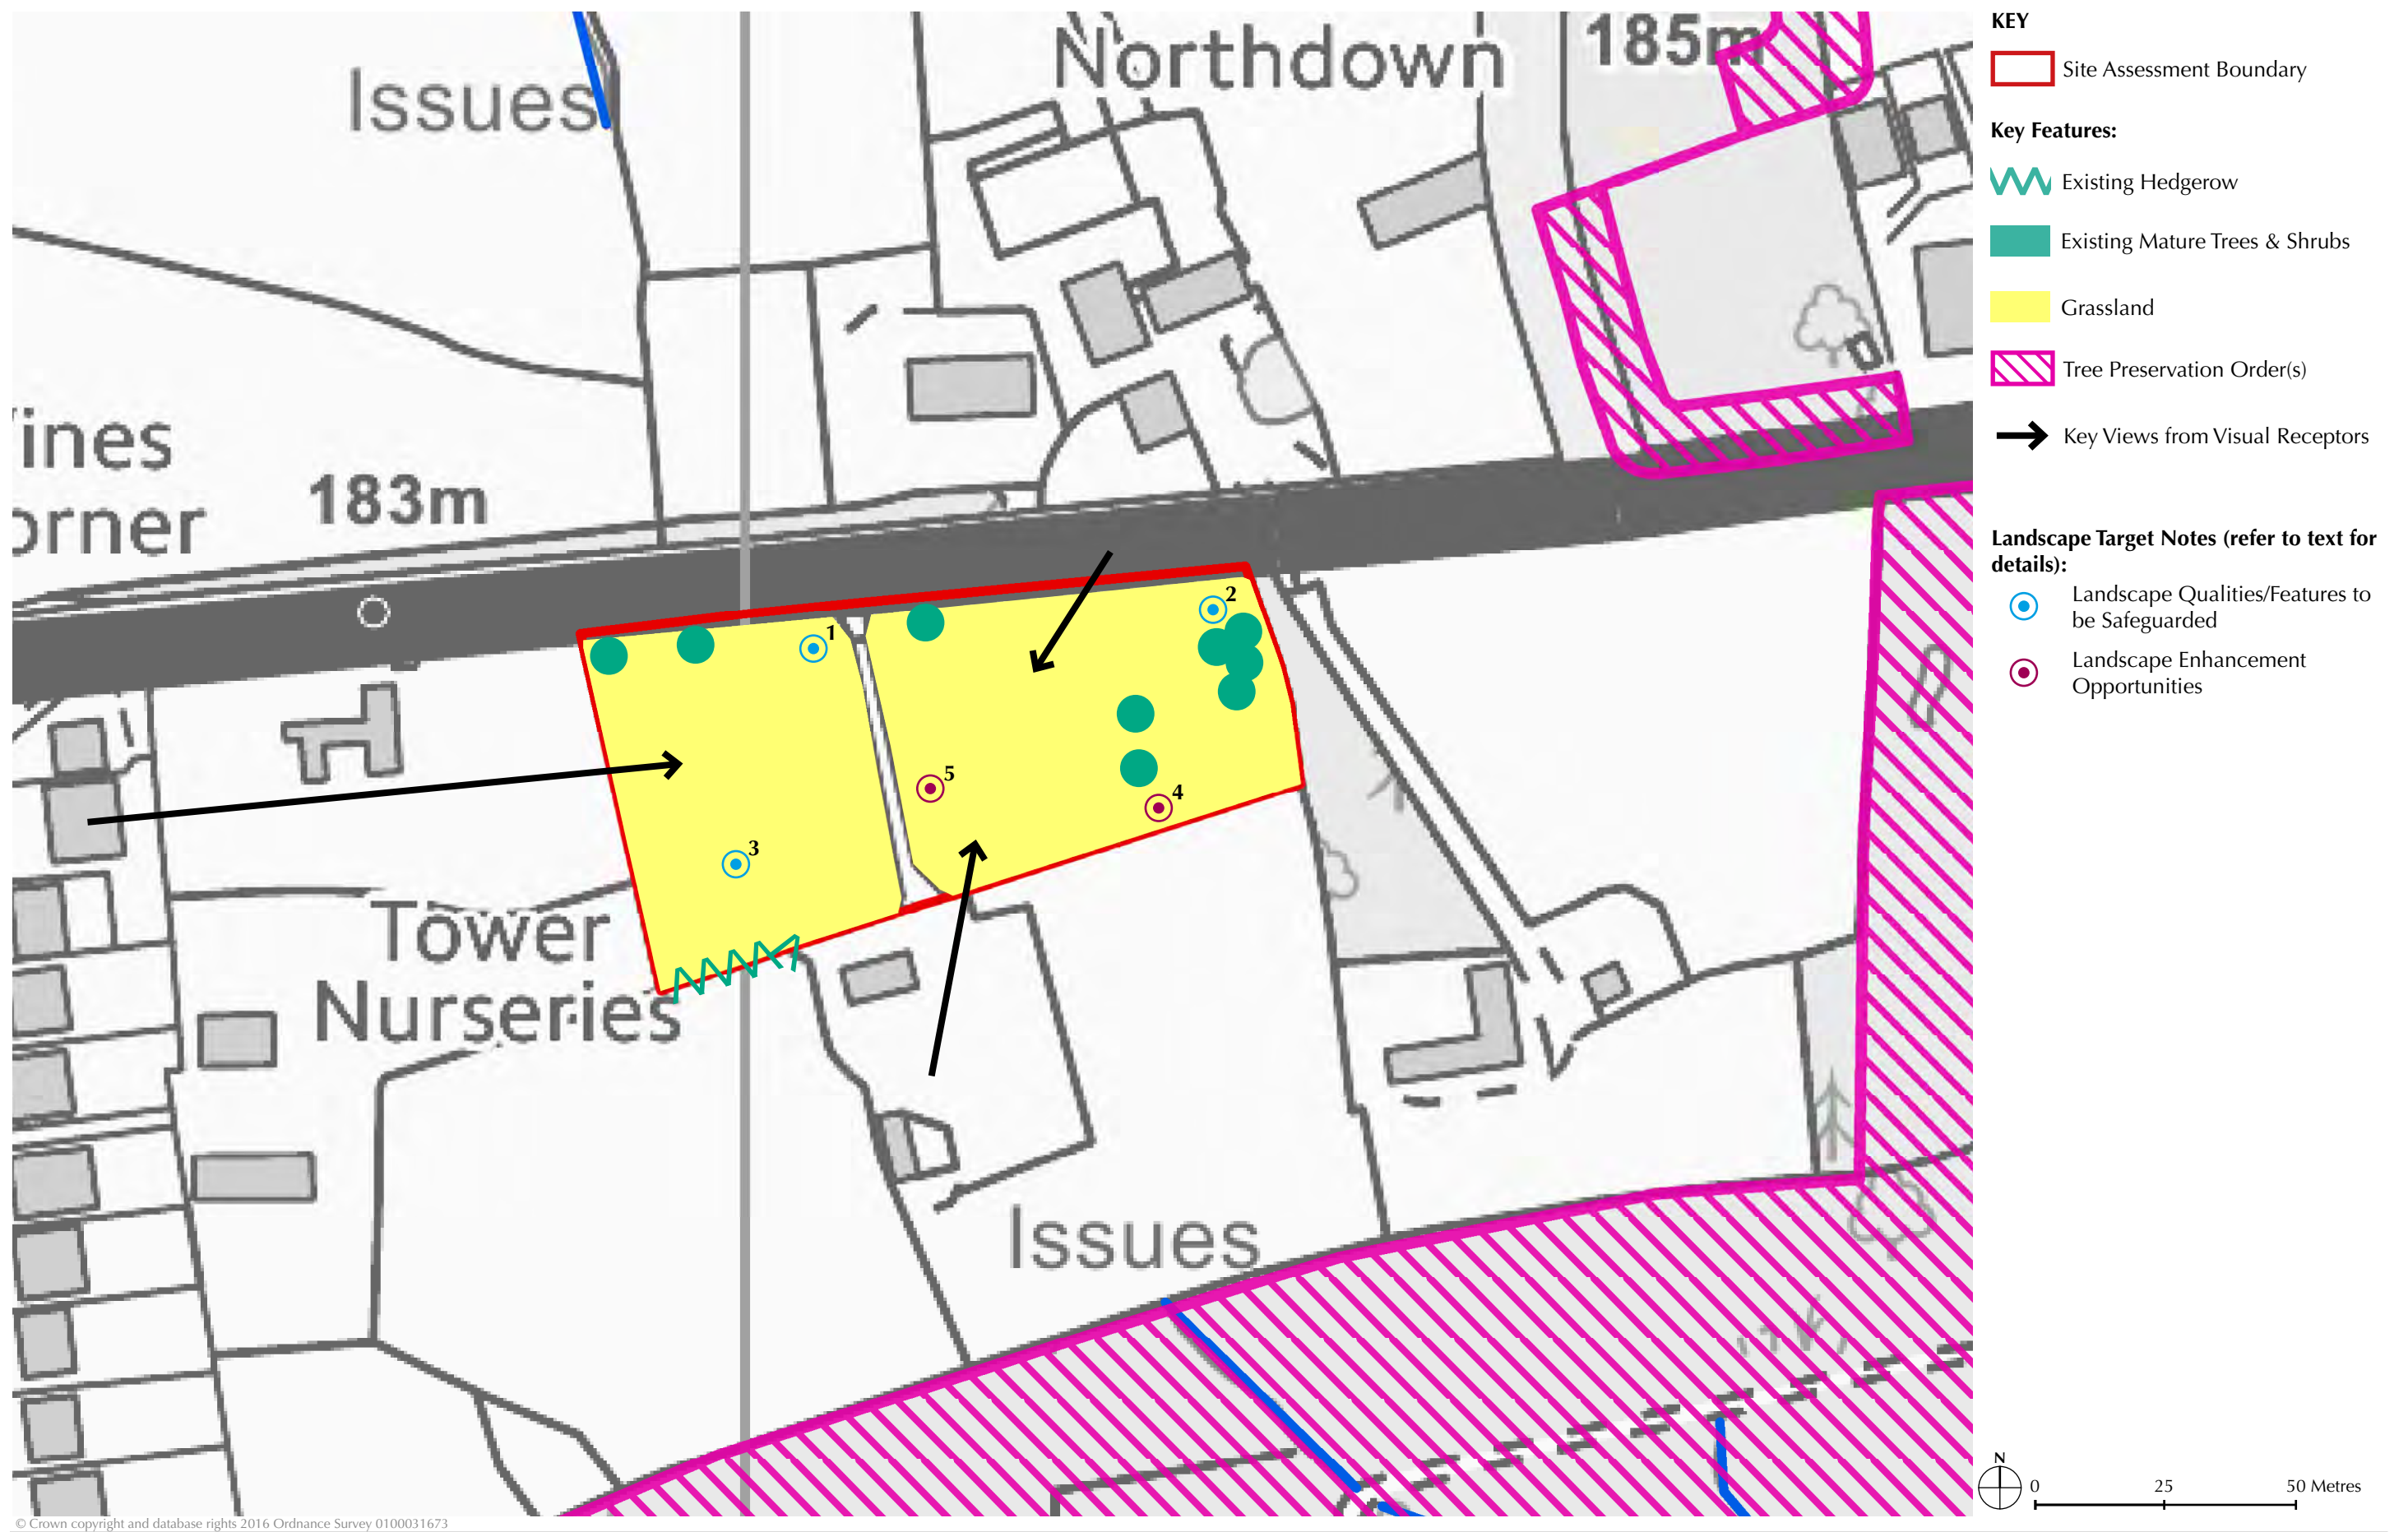 Issues
Northdown
185m
ines
orner
183m
1
2
5
4
3
Tower
Nurseries
Issues
© Crown copyright and database rights 2016 Ordnance Survey 0100031673
KEY
Site Assessment Boundary
Key Features:
Existing Hedgerow
Existing Mature Trees & Shrubs
Grassland
Tree Preservation Order(s)
Key Views from Visual Receptors
Landscape Target Notes (refer to text for
details):
Landscape Qualities/Features to
be Safeguarded
Landscape Enhancement
Opportunities
N
0 25 50 Metres